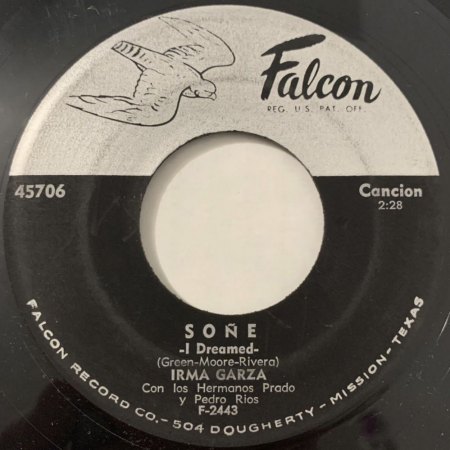 Falcon
REG. U.S. PAT. OFF.
45706
Cancion
2:28
SOÑE
-I Dreamed-
(Green-Moore-Rivera)
IRMA GARZA
Con los Hermanos Prado
y Pedro Rios
F-2443
FALCON RECORD CO.-504 DOUGHERTY-MISSION-TEXAS